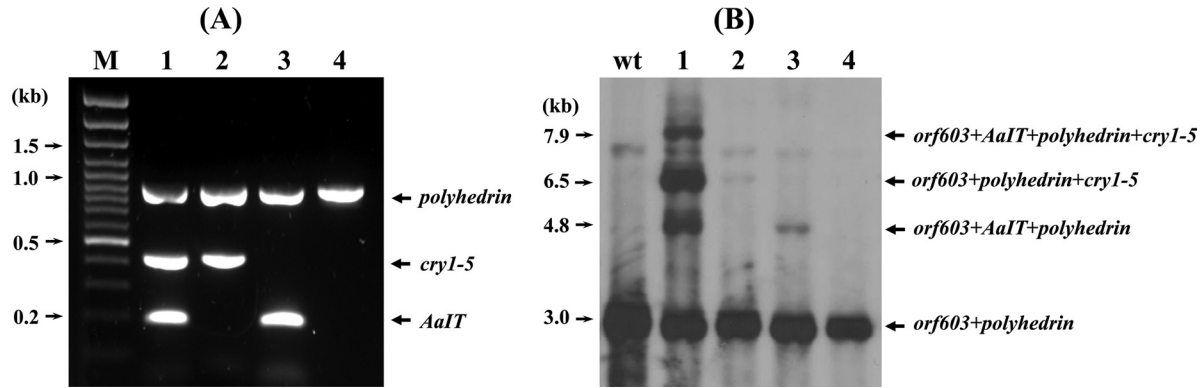 (A)
M 1 2 3 4
(kb)
1.5
1.0
0.5
0.2
polyhedrin
cry1-5
AaIT
(B)
wt 1 2 3 4
(kb)
7.9
6.5
4.8
3.0
orf603+AaIT+polyhedrin+cry1-5
orf603+polyhedrin+cry1-5
orf603+AaIT+polyhedrin
orf603+polyhedrin